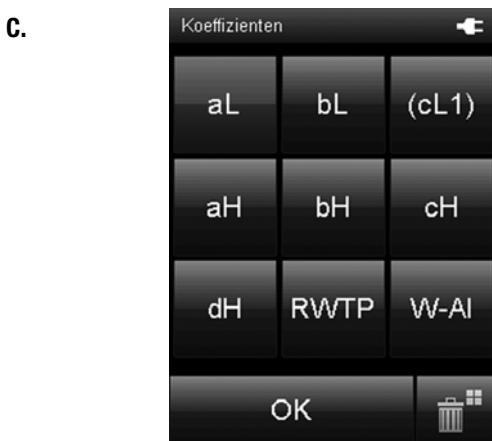 C.
Koeffizienten
aL bL (cL1)
aH bH cH
dH RWTP W-Al
OK